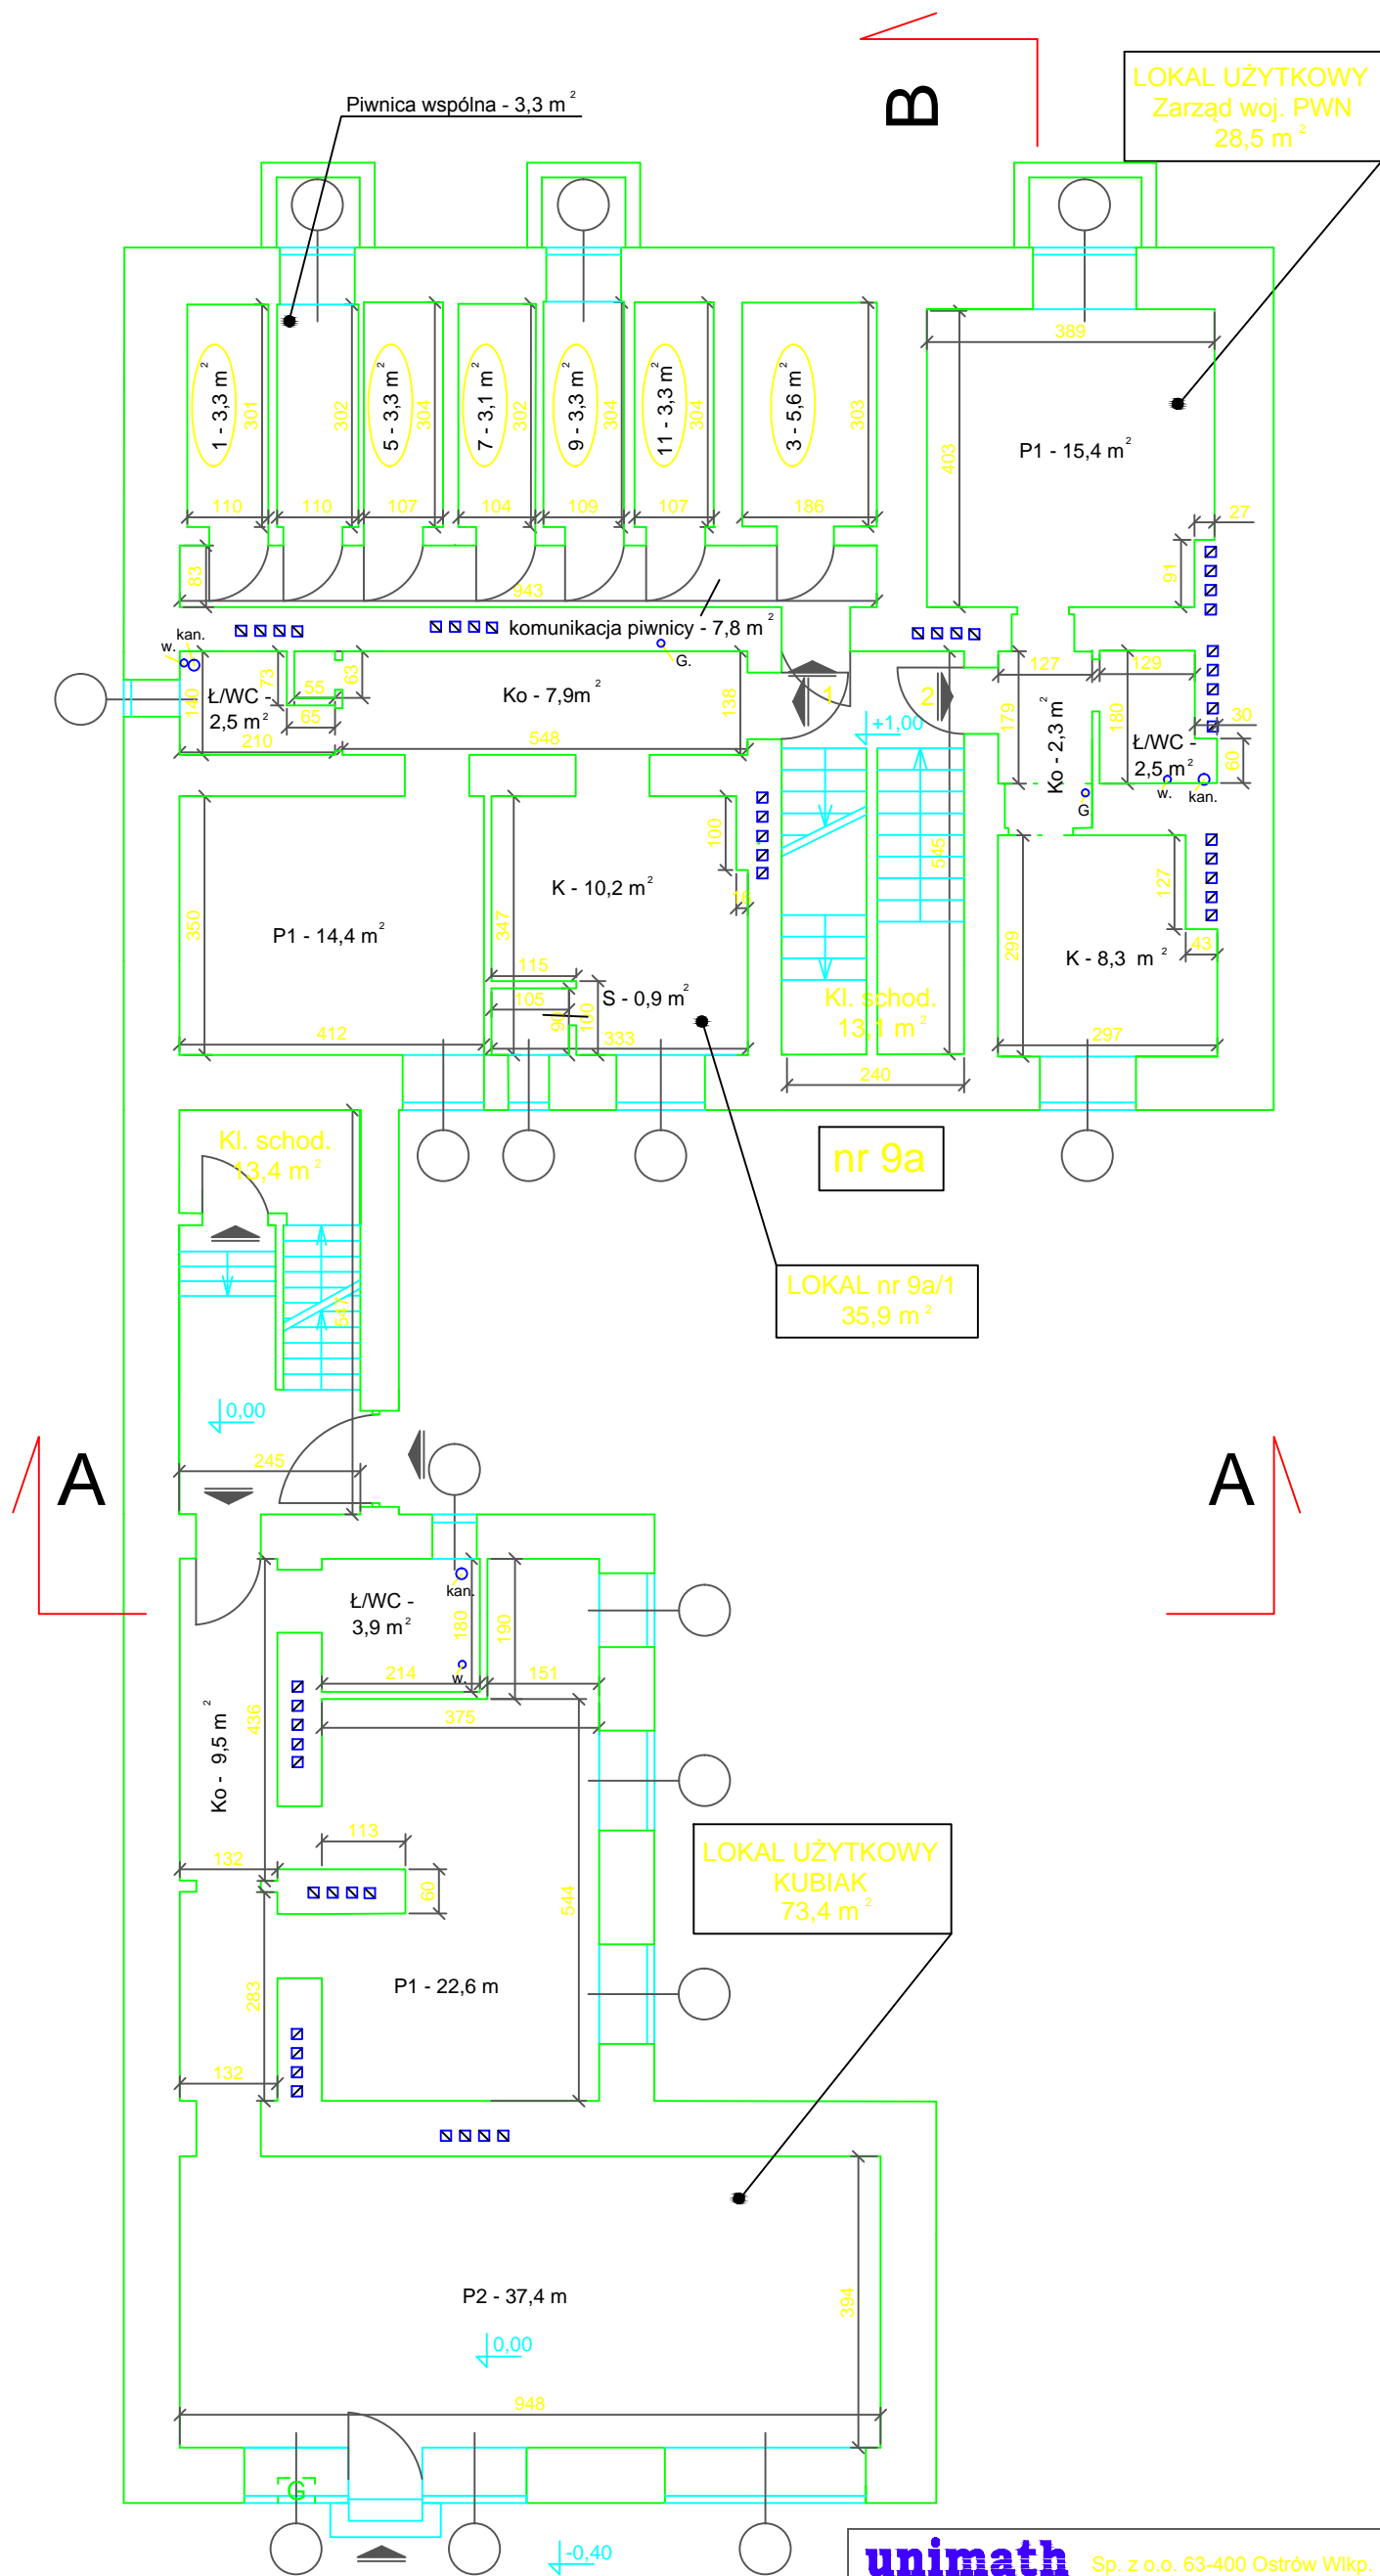 B
LOKAL UŻYTKOWY
Zarząd woj. PWN
28,5 m²
Piwnica wspólna - 3,3 m²
1 - 3,3 m²
301
302
5 - 3,3 m²
304
7 - 3,1 m²
302
9 - 3,3 m²
304
11 - 3,3 m²
304
3 - 5,6 m²
303
389
403
P1 - 15,4 m²
110
110
107
104
109
107
186
27
91
83
943
komunikacja piwnicy - 7,8 m²
kan.
w.
G.
140
73
55
63
65
Ł/WC -
2,5 m²
210
Ko - 7,9m²
548
138
1
2
+1,00
127
129
179
180
Ko - 2,3 m²
30
60
Ł/WC -
2,5 m²
w.
kan.
G
100
16
545
127
43
K - 10,2 m²
350
P1 - 14,4 m²
347
299
K - 8,3 m²
115
105
90
100
S - 0,9 m²
412
333
Kl. schod.
13,1 m²
297
240
nr 9a
Kl. schod.
13,4 m²
LOKAL nr 9a/1
35,9 m²
547
0,00
A
A
245
Ł/WC -
3,9 m²
kan.
w.
180
190
214
151
375
436
Ko - 9,5 m²
113
132
60
544
LOKAL UŻYTKOWY
KUBIAK
73,4 m²
P1 - 22,6 m
283
132
P2 - 37,4 m
394
0,00
948
G
-0,40
unimath
Sp. z o.o. 63-400 Ostrów Wlkp.